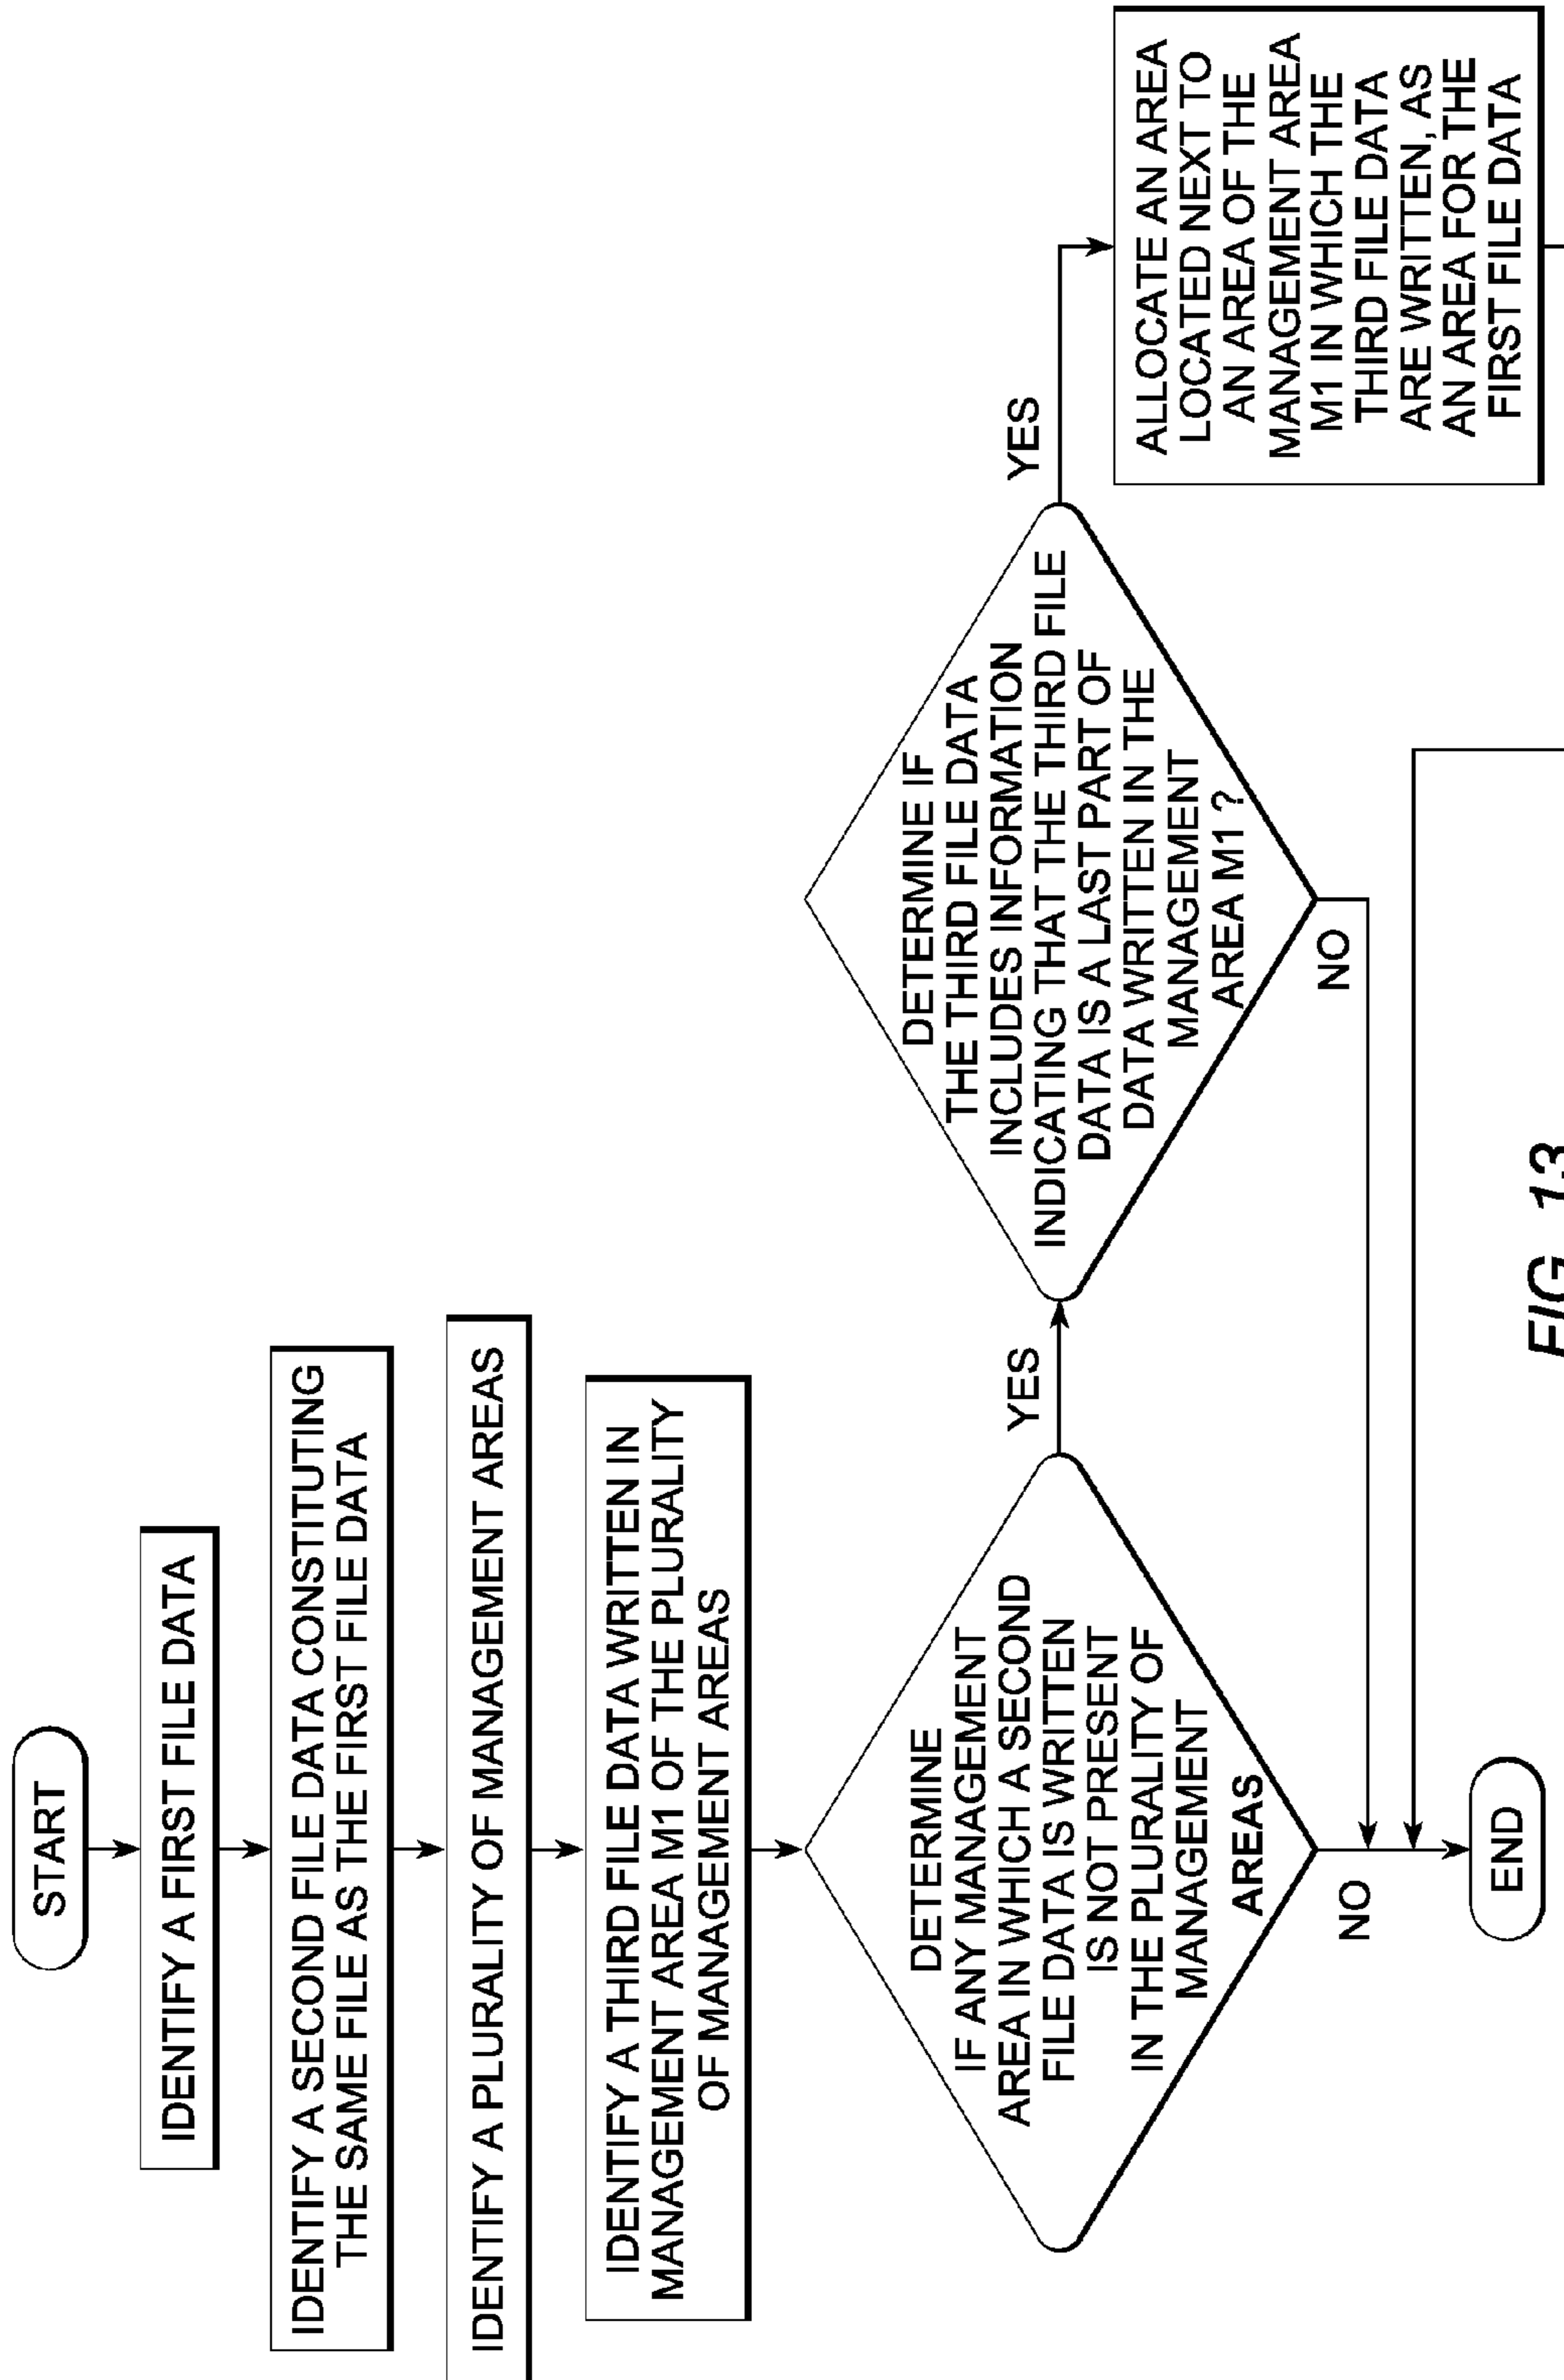 START
IDENTIFY A FIRST FILE DATA
IDENTIFY A SECOND FILE DATA CONSTITUTING
THE SAME FILE AS THE FIRST FILE DATA
IDENTIFY A PLURALITY OF MANAGEMENT AREAS
IDENTIFY A THIRD FILE DATA WRITTEN IN
MANAGEMENT AREA M1 OF THE PLURALITY
OF MANAGEMENT AREAS
DETERMINE
IF ANY MANAGEMENT
AREA IN WHICH A SECOND
FILE DATA IS WRITTEN
IS NOT PRESENT
IN THE PLURALITY OF
MANAGEMENT
AREAS
YES
NO
DETERMINE IF
THE THIRD FILE DATA
INCLUDES INFORMATION
INDICATING THAT THE THIRD FILE
DATA IS A LAST PART OF
DATA WRITTEN IN THE
MANAGEMENT
AREA M1 ?
YES
NO
ALLOCATE AN AREA
LOCATED NEXT TO
AN AREA OF THE
MANAGEMENT AREA
M1 IN WHICH THE
THIRD FILE DATA
ARE WRITTEN, AS
AN AREA FOR THE
FIRST FILE DATA
END
FIG. 13